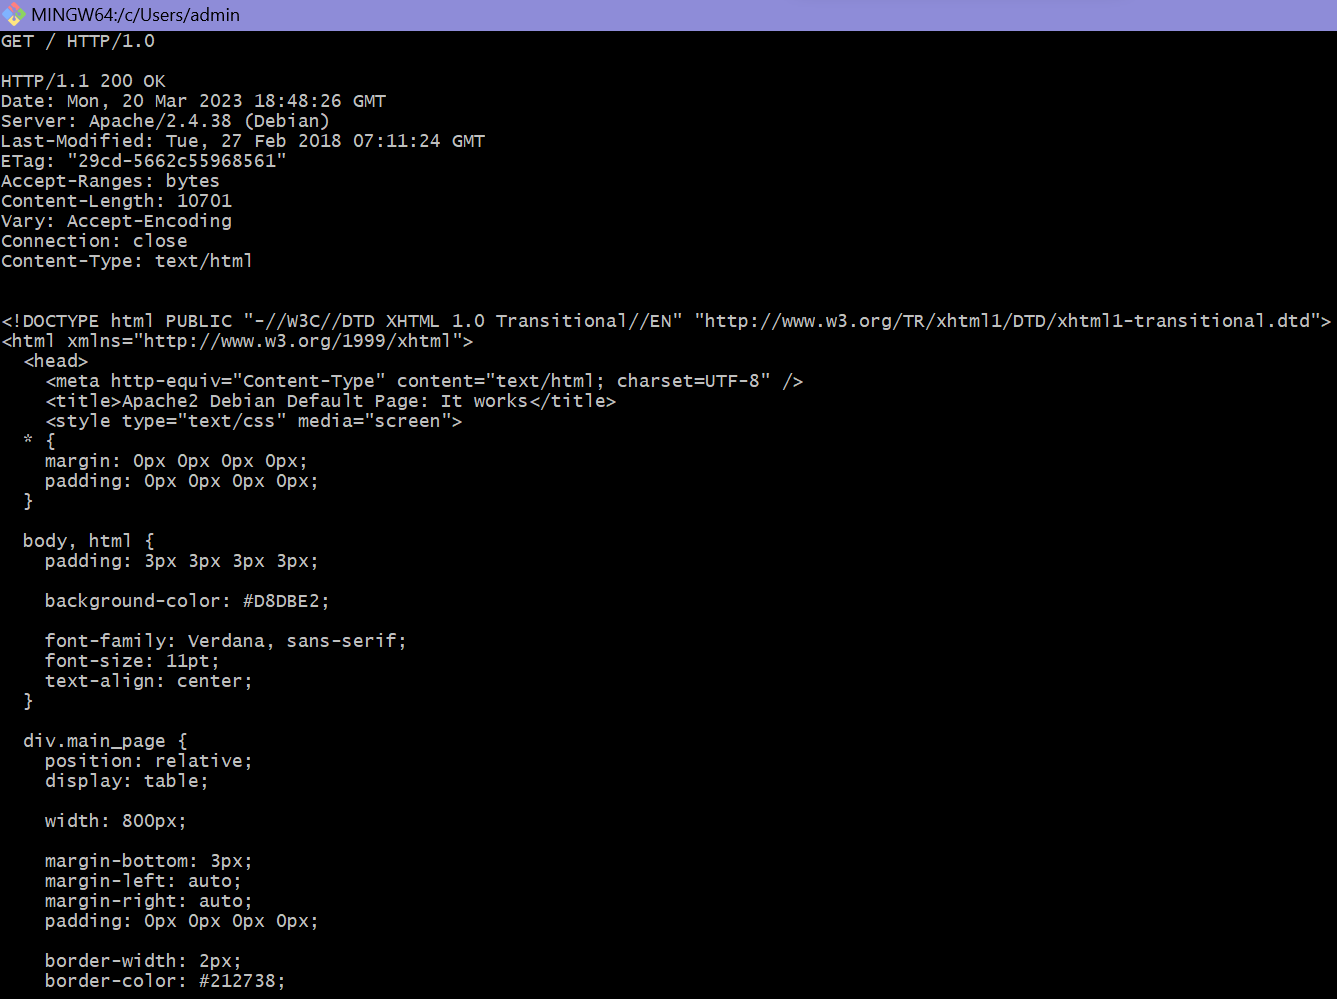 MINGW64:/c/Users/admin
GET / HTTP/1.0
HTTP/1.1 200 OK
Date: Mon, 20 Mar 2023 18:48:26 GMT
Server: Apache/2.4.38 (Debian)
Last-Modified: Tue, 27 Feb 2018 07:11:24 GMT
ETag: "29cd-5662c55968561"
Accept-Ranges: bytes
Content-Length: 10701
Vary: Accept-Encoding
Connection: close
Content-Type: text/html
<!DOCTYPE html PUBLIC "-//W3C//DTD XHTML 1.0 Transitional//EN" "http://www.w3.org/TR/xhtml1/DTD/xhtml1-transitional.dtd">
<html xmlns="http://www.w3.org/1999/xhtml">
  <head>
    <meta http-equiv="Content-Type" content="text/html; charset=UTF-8" />
    <title>Apache2 Debian Default Page: It works</title>
    <style type="text/css" media="screen">
  * {
    margin: 0px 0px 0px 0px;
    padding: 0px 0px 0px 0px;
  }
  body, html {
    padding: 3px 3px 3px 3px;
    background-color: #D8DBE2;
    font-family: Verdana, sans-serif;
    font-size: 11pt;
    text-align: center;
  }
  div.main_page {
    position: relative;
    display: table;
    width: 800px;
    margin-bottom: 3px;
    margin-left: auto;
    margin-right: auto;
    padding: 0px 0px 0px 0px;
    border-width: 2px;
    border-color: #212738;